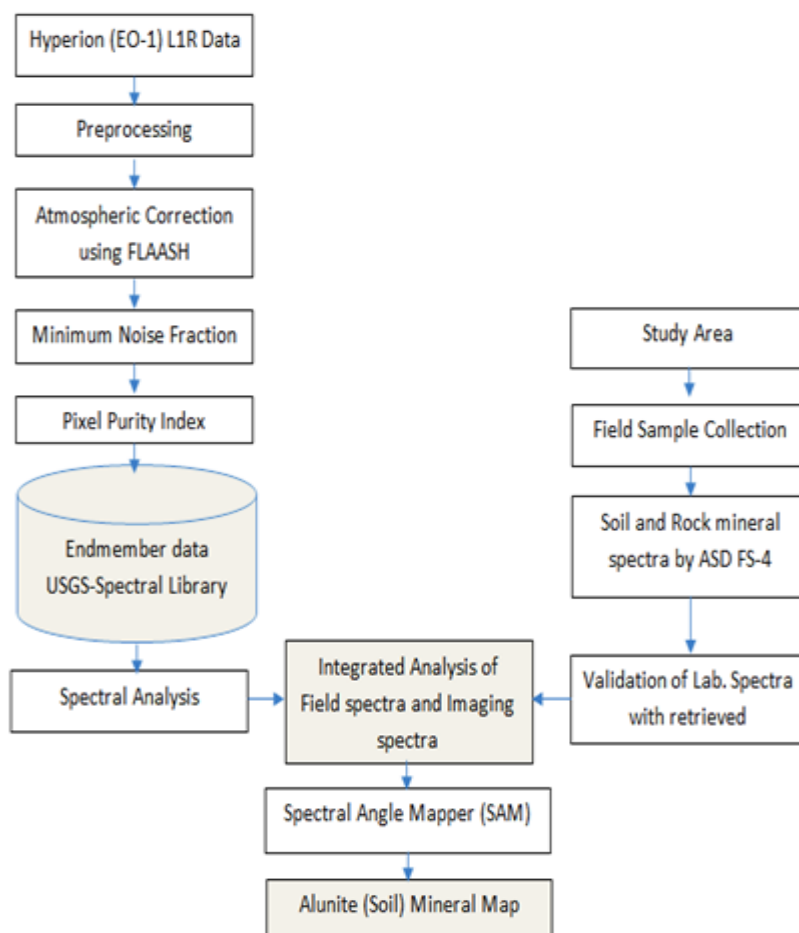 Hyperion (EO-1) L1R Data
Preprocessing
Atmospheric Correction
using FLAASH
Minimum Noise Fraction
Pixel Purity Index
Endmember data
USGS-Spectral Library
Spectral Analysis
Study Area
Field Sample Collection
Soil and Rock mineral
spectra by ASD FS-4
Validation of Lab. Spectra
with retrieved
Integrated Analysis of
Field spectra and Imaging
spectra
Spectral Angle Mapper (SAM)
Alunite (Soil) Mineral Map